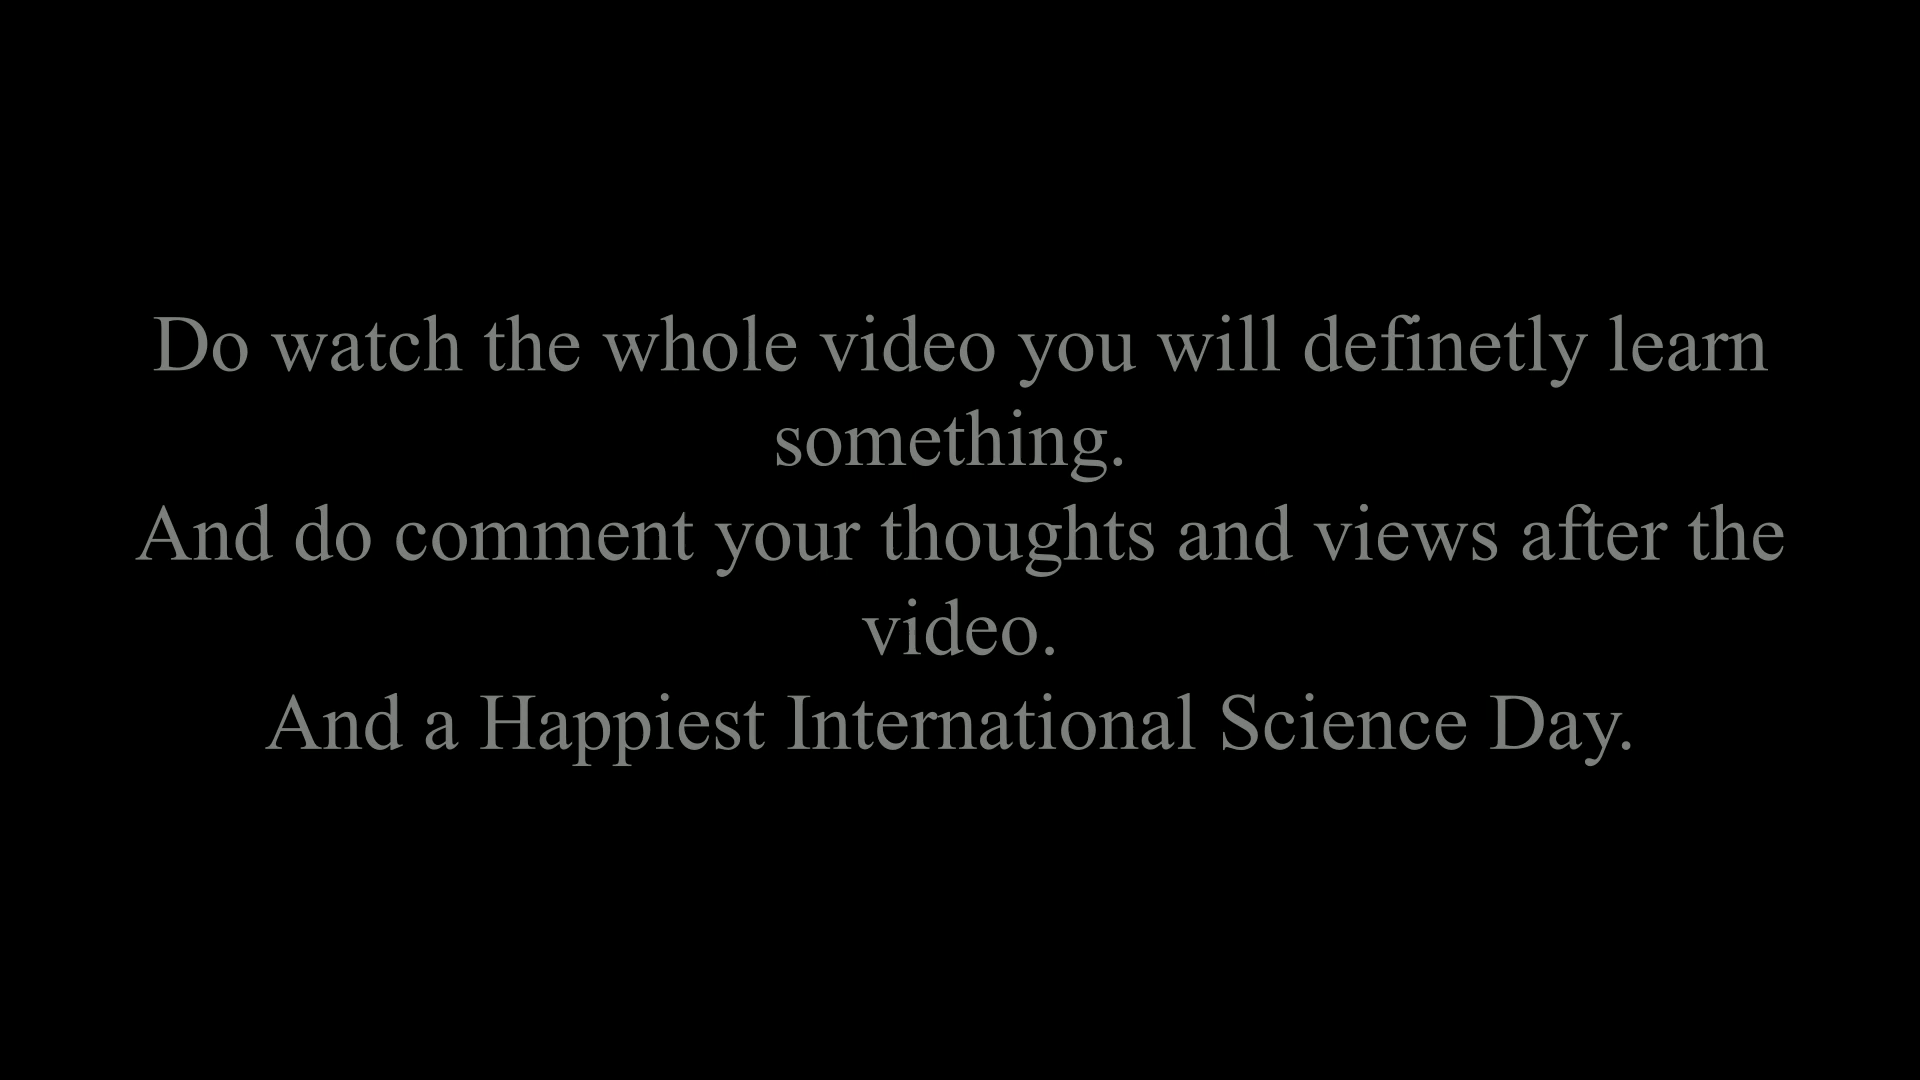 Do watch the whole video you will definetly learn
something.
And do comment your thoughts and views after the
video.
And a Happiest International Science Day.